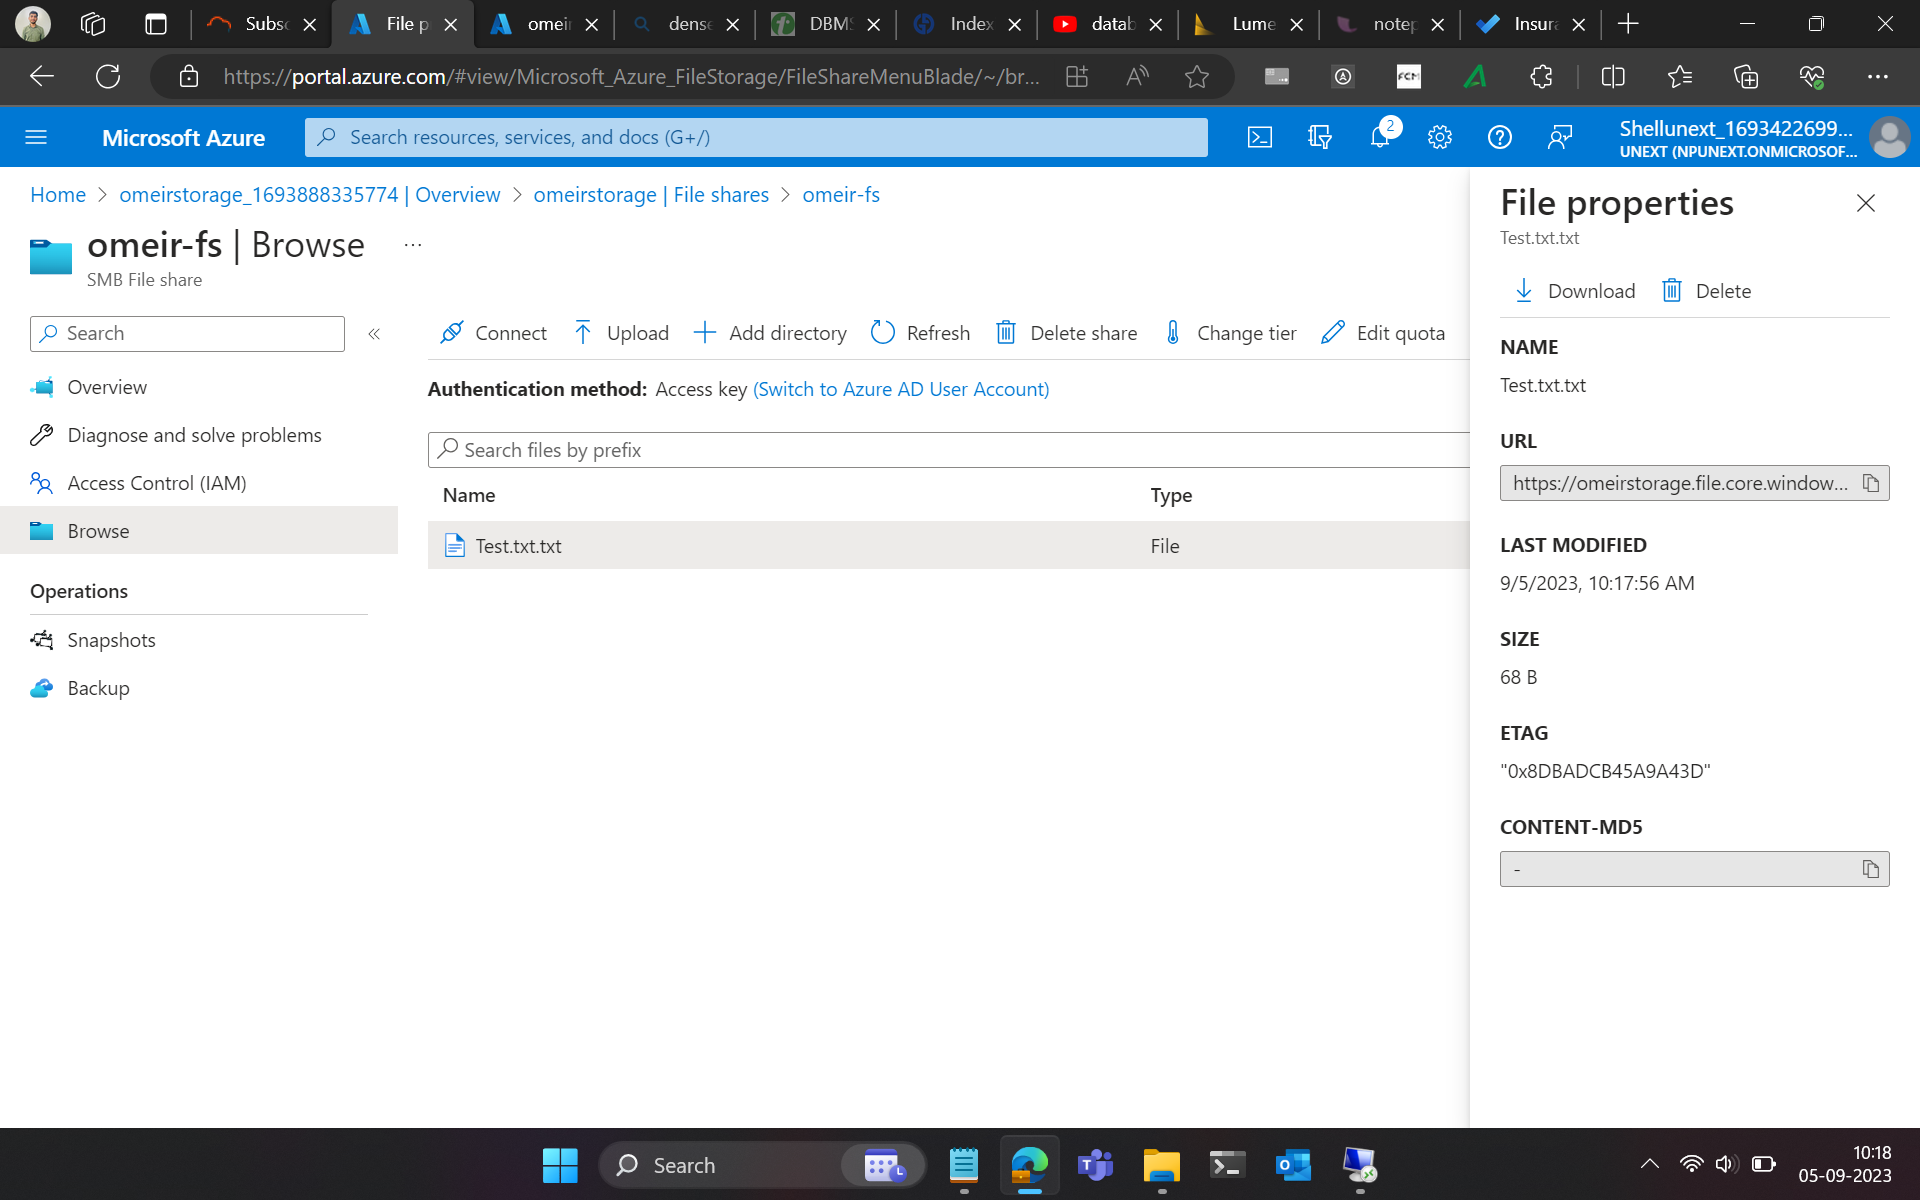 Subsc
File p
omeir
dense
DBMS
Index
datab
Lume
notep
Insura
https://portal.azure.com/#view/Microsoft_Azure_FileStorage/FileShareMenuBlade/~/br...
Microsoft Azure
Search resources, services, and docs (G+/)
2
Shellunext_1693422699...
UNEXT (NPUNEXT.ONMICROSOF...
Home > omeirstorage_1693888335774 | Overview > omeirstorage | File shares > omeir-fs
omeir-fs | Browse ...
SMB File share
Search
Overview
Diagnose and solve problems
Access Control (IAM)
Browse
Operations
Snapshots
Backup
Connect Upload Add directory Refresh Delete share Change tier Edit quota
Authentication method: Access key (Switch to Azure AD User Account)
Search files by prefix
Name Type
Test.txt.txt File
File properties
Test.txt.txt
Download Delete
NAME
Test.txt.txt
URL
https://omeirstorage.file.core.window...
LAST MODIFIED
9/5/2023, 10:17:56 AM
SIZE
68 B
ETAG
"0x8DBADCB45A9A43D"
CONTENT-MD5
-
Search
10:18
05-09-2023